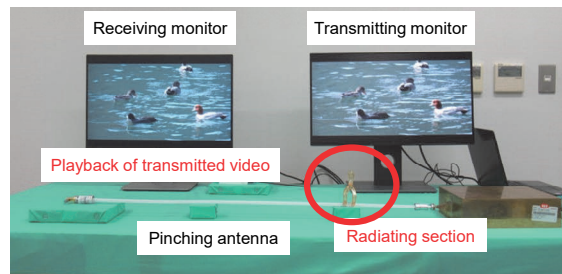 Receiving monitor
Transmitting monitor
Playback of transmitted video
Pinching antenna
Radiating section